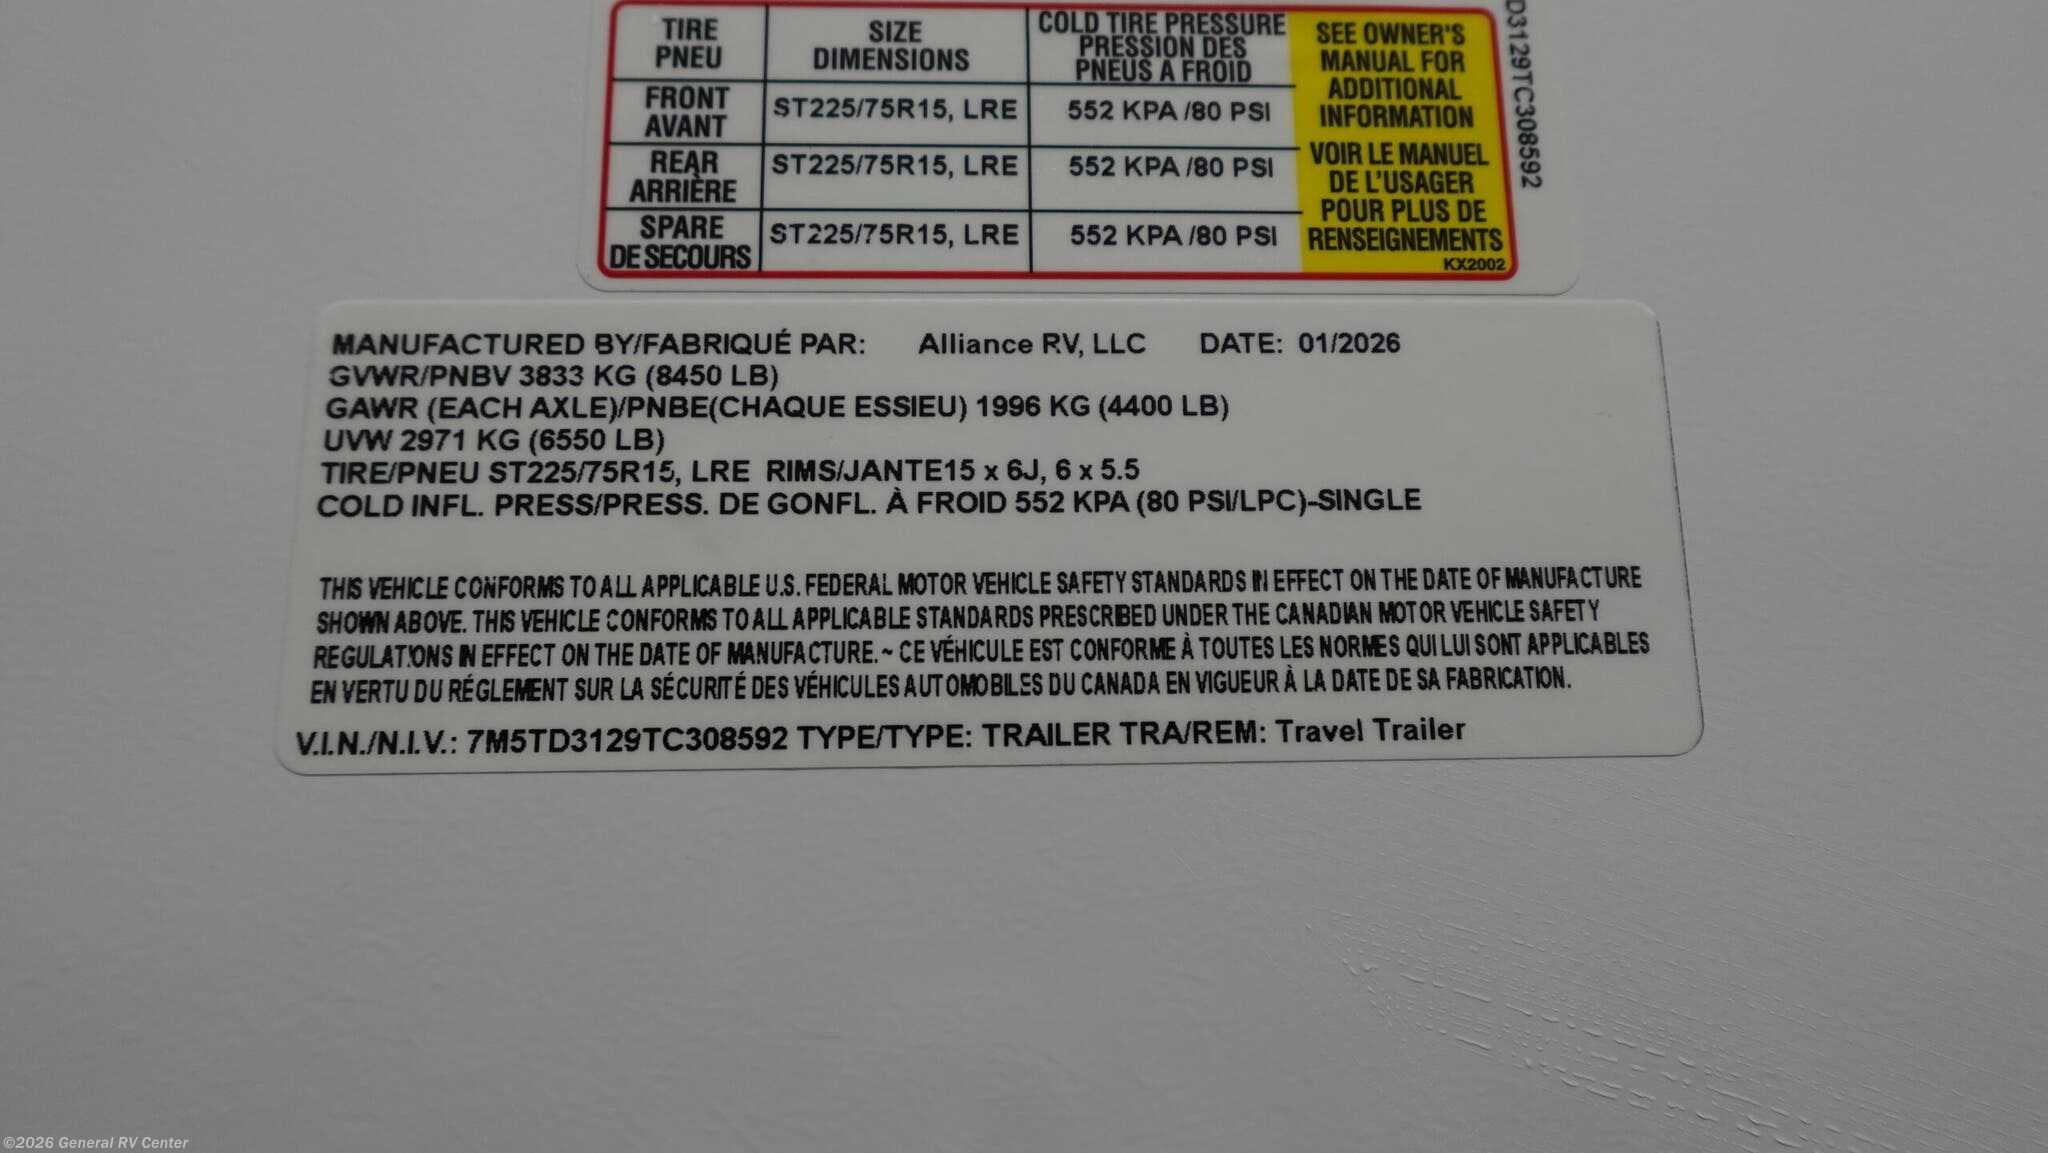 TIRE PNEU SIZE DIMENSIONS COLD TIRE PRESSURE PRESSION DES PNEUS A FROID
FRONT AVANT ST225/75R15, LRE 552 KPA /80 PSI
REAR ARRIÈRE ST225/75R15, LRE 552 KPA /80 PSI
SPARE DE SECOURS ST225/75R15, LRE 552 KPA /80 PSI
SEE OWNER'S
MANUAL FOR
ADDITIONAL
INFORMATION
VOIR LE MANUEL
DE L'USAGER
POUR PLUS DE
RENSEIGNEMENTS
KX2002
D3129TC308592
MANUFACTURED BY/FABRIQUÉ PAR: Alliance RV, LLC DATE: 01/2026
GVWR/PNBV 3833 KG (8450 LB)
GAWR (EACH AXLE)/PNBE(CHAQUE ESSIEU) 1996 KG (4400 LB)
UVW 2971 KG (6550 LB)
TIRE/PNEU ST225/75R15, LRE RIMS/JANTE15 x 6J, 6 x 5.5
COLD INFL. PRESS/PRESS. DE GONFL. À FROID 552 KPA (80 PSI/LPC)-SINGLE
THIS VEHICLE CONFORMS TO ALL APPLICABLE U.S. FEDERAL MOTOR VEHICLE SAFETY STANDARDS IN EFFECT ON THE DATE OF MANUFACTURE
SHOWN ABOVE. THIS VEHICLE CONFORMS TO ALL APPLICABLE STANDARDS PRESCRIBED UNDER THE CANADIAN MOTOR VEHICLE SAFETY
REGULATIONS IN EFFECT ON THE DATE OF MANUFACTURE.~ CE VÉHICULE EST CONFORME À TOUTES LES NORMES QUI LUI SONT APPLICABLES
EN VERTU DU RÉGLEMENT SUR LA SÉCURITÉ DES VÉHICULES AUTOMOBILES DU CANADA EN VIGUEUR À LA DATE DE SA FABRICATION.
V.I.N./N.I.V.: 7M5TD3129TC308592 TYPE/TYPE: TRAILER TRA/REM: Travel Trailer
©2026 General RV Center